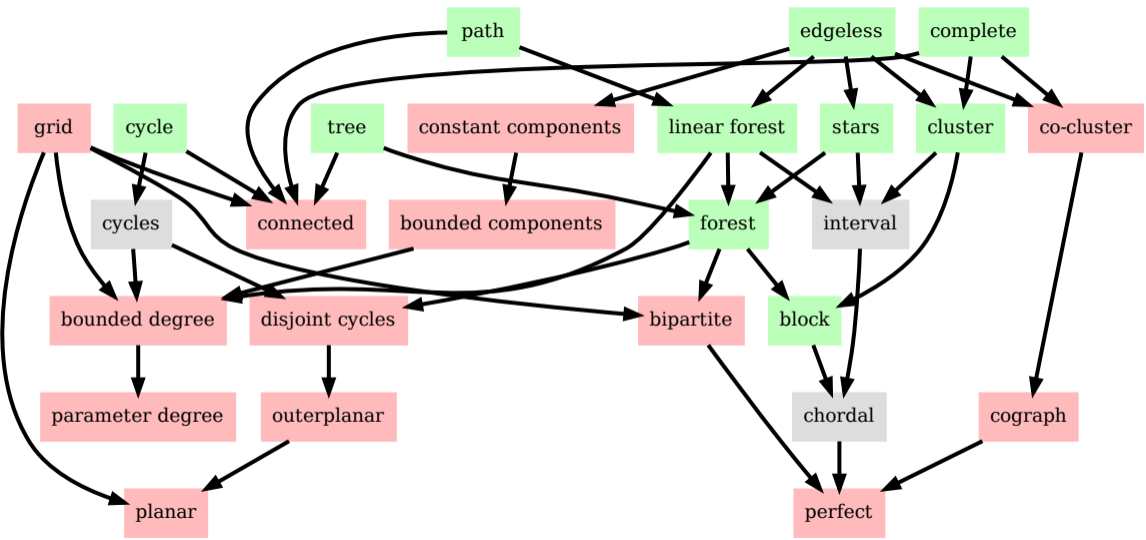 path
edgeless
complete
grid
cycle
tree
constant components
linear forest
stars
cluster
co-cluster
cycles
connected
bounded components
forest
interval
bounded degree
disjoint cycles
bipartite
block
parameter degree
outerplanar
chordal
cograph
planar
perfect